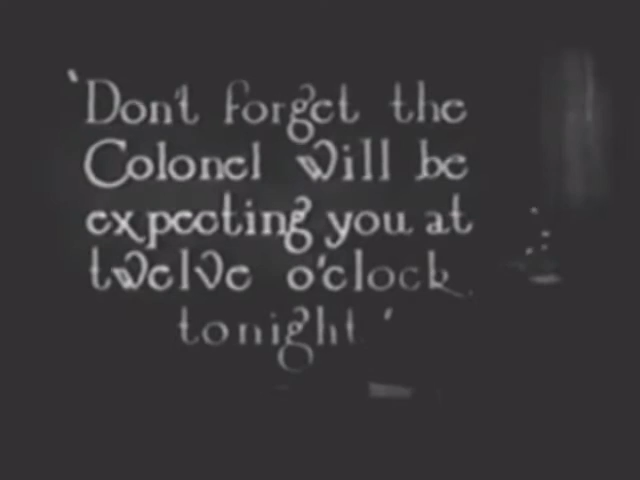 'Don't forget the
Colonel will be
expecting you at
twelve o'clock
tonight '